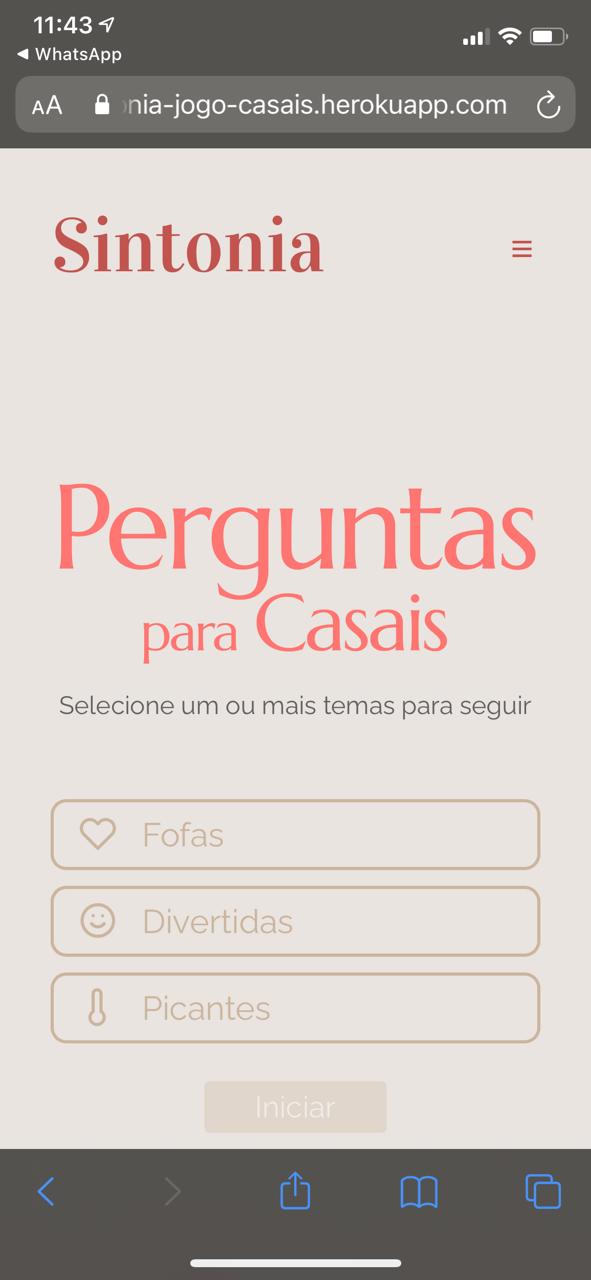 11:43
WhatsApp
AA
nia-jogo-casais.herokuapp.com
Sintonia
Perguntas
para Casais
Selecione um ou mais temas para seguir
Fofas
Divertidas
Picantes
Iniciar